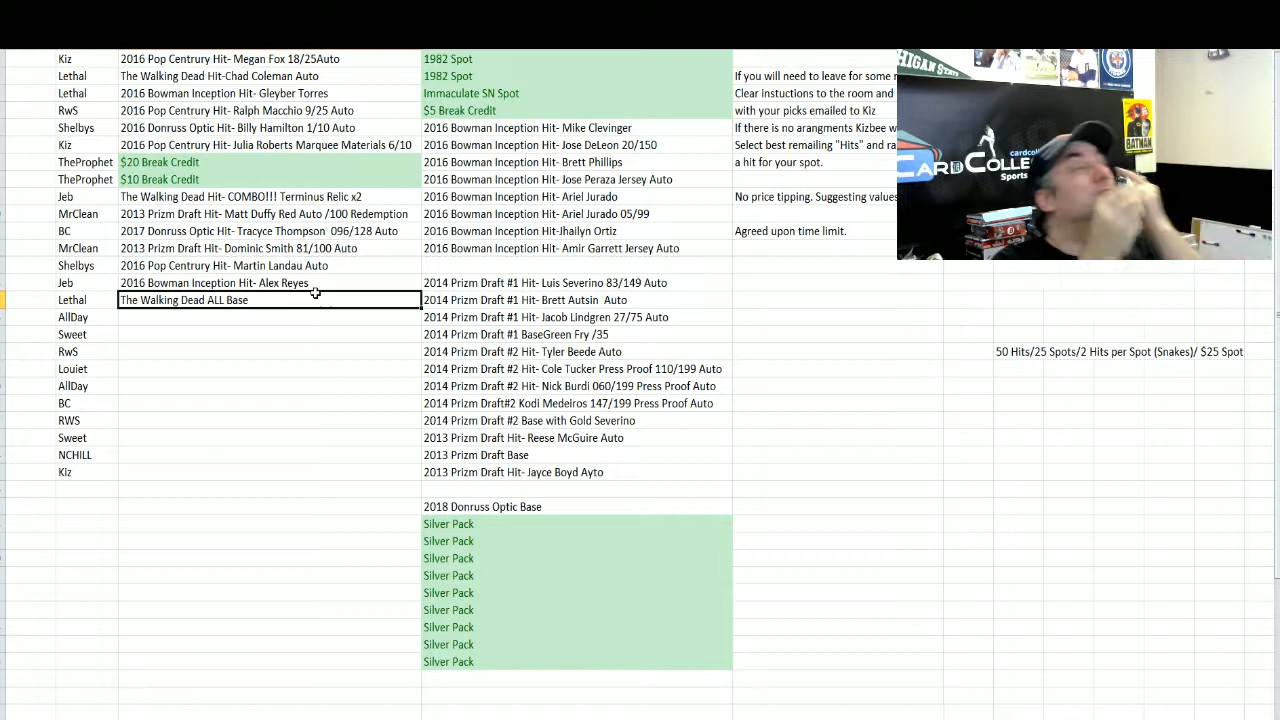 Kiz 2016 Pop Centrury Hit- Megan Fox 18/25Auto 1982 Spot
Lethal The Walking Dead Hit-Chad Coleman Auto 1982 Spot If you will need to leave for some
Lethal 2016 Bowman Inception Hit- Gleyber Torres Immaculate SN Spot Clear instuctions to the room and
RwS 2016 Pop Centrury Hit- Ralph Macchio 9/25 Auto $5 Break Credit with your picks emailed to Kiz
Shelbys 2016 Donruss Optic Hit- Billy Hamilton 1/10 Auto 2016 Bowman Inception Hit- Mike Clevinger If there is no arangments Kizbee w
Kiz 2016 Pop Centrury Hit- Julia Roberts Marquee Materials 6/10 2016 Bowman Inception Hit- Jose DeLeon 20/150 Select best remailing "Hits" and ra
TheProphet $20 Break Credit 2016 Bowman Inception Hit- Brett Phillips a hit for your spot.
TheProphet $10 Break Credit 2016 Bowman Inception Hit- Jose Peraza Jersey Auto
Jeb The Walking Dead Hit- COMBO!!! Terminus Relic x2 2016 Bowman Inception Hit- Ariel Jurado No price tipping. Suggesting values
MrClean 2013 Prizm Draft Hit- Matt Duffy Red Auto /100 Redemption 2016 Bowman Inception Hit- Ariel Jurado 05/99
BC 2017 Donruss Optic Hit- Tracyce Thompson 096/128 Auto 2016 Bowman Inception Hit-Jhailyn Ortiz Agreed upon time limit.
MrClean 2013 Prizm Draft Hit- Dominic Smith 81/100 Auto 2016 Bowman Inception Hit- Amir Garrett Jersey Auto
Shelbys 2016 Pop Centrury Hit- Martin Landau Auto
Jeb 2016 Bowman Inception Hit- Alex Reyes 2014 Prizm Draft #1 Hit- Luis Severino 83/149 Auto
Lethal The Walking Dead ALL Base 2014 Prizm Draft #1 Hit- Brett Autsin Auto
AllDay 2014 Prizm Draft #1 Hit- Jacob Lindgren 27/75 Auto
Sweet 2014 Prizm Draft #1 BaseGreen Fry /35
RwS 2014 Prizm Draft #2 Hit- Tyler Beede Auto 50 Hits/25 Spots/2 Hits per Spot (Snakes)/ $25 Spot
Louiet 2014 Prizm Draft #2 Hit- Cole Tucker Press Proof 110/199 Auto
AllDay 2014 Prizm Draft #2 Hit- Nick Burdi 060/199 Press Proof Auto
BC 2014 Prizm Draft#2 Kodi Medeiros 147/199 Press Proof Auto
RWS 2014 Prizm Draft #2 Base with Gold Severino
Sweet 2013 Prizm Draft Hit- Reese McGuire Auto
NCHILL 2013 Prizm Draft Base
Kiz 2013 Prizm Draft Hit- Jayce Boyd Ayto
2018 Donruss Optic Base
Silver Pack
Silver Pack
Silver Pack
Silver Pack
Silver Pack
Silver Pack
Silver Pack
Silver Pack
Silver Pack
HIGAN STATE
BATMAN
CARDCOLLE
Sports